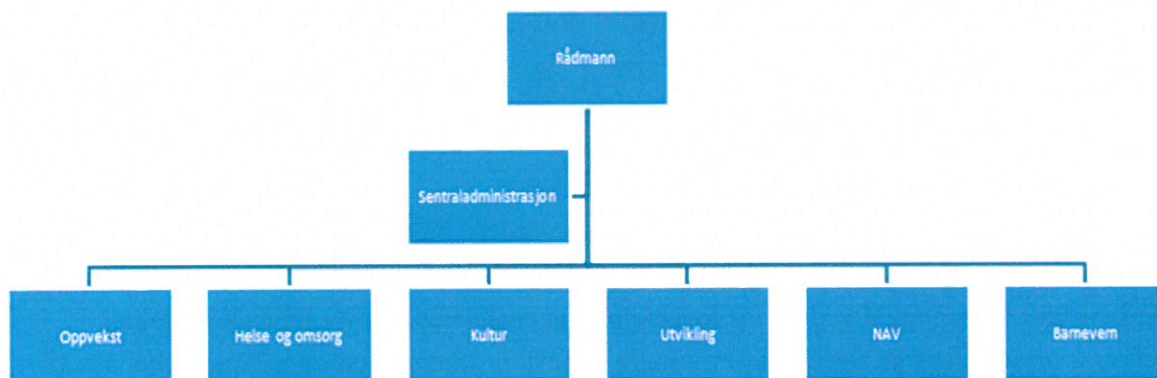 Rådmann
Sentraladministrasjon
Oppvekst
Helse og omsorg
Kultur
Utvikling
NAV
Barnevern